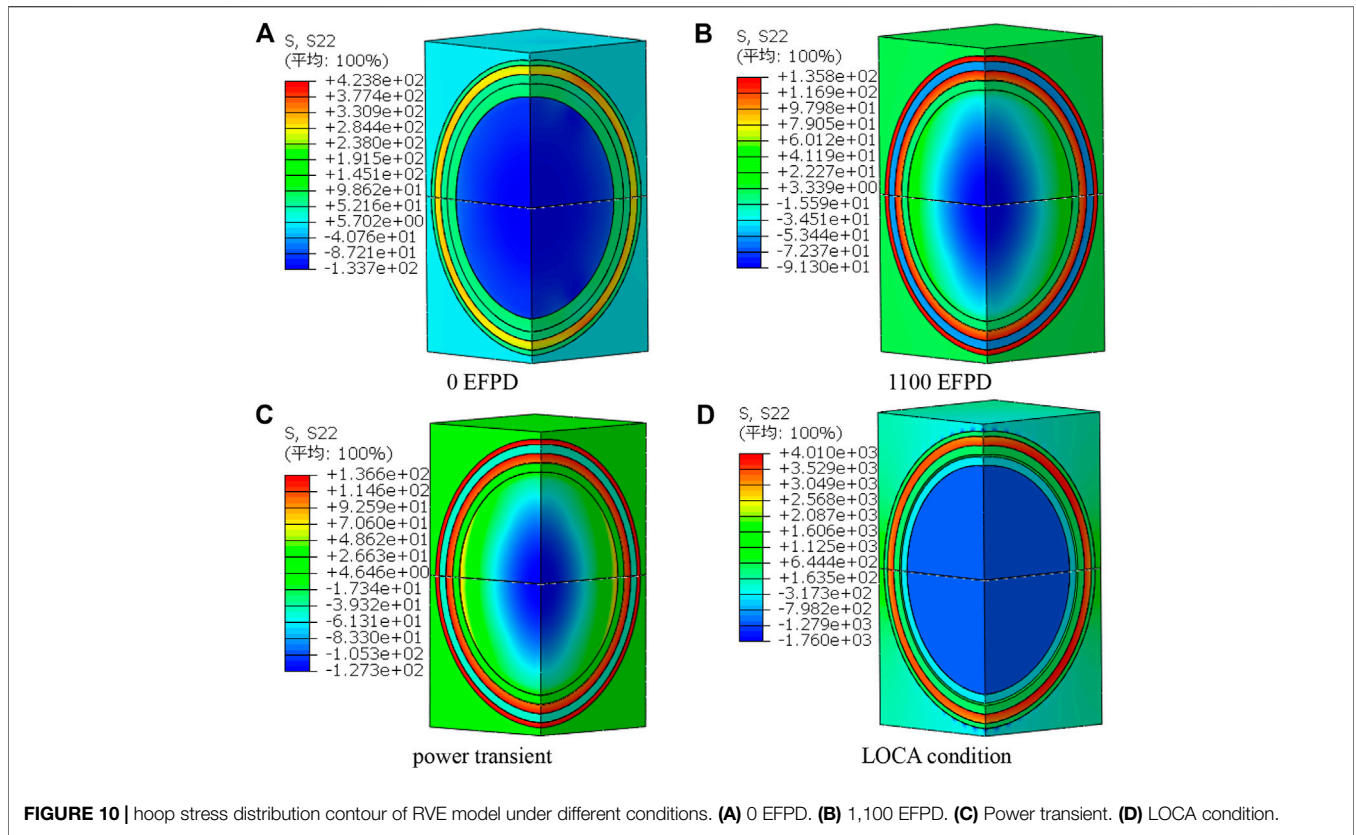 A
S, S22
(平均: 100%)
+4.238e+02
+3.774e+02
+3.309e+02
+2.844e+02
+2.380e+02
+1.915e+02
+1.451e+02
+9.862e+01
+5.216e+01
+5.702e+00
-4.076e+01
-8.721e+01
-1.337e+02
0 EFPD
B
S, S22
(平均: 100%)
+1.358e+02
+1.169e+02
+9.798e+01
+7.905e+01
+6.012e+01
+4.119e+01
+2.227e+01
+3.339e+00
-1.559e+01
-3.451e+01
-5.344e+01
-7.237e+01
-9.130e+01
1100 EFPD
C
S, S22
(平均: 100%)
+1.366e+02
+1.146e+02
+9.259e+01
+7.060e+01
+4.862e+01
+2.663e+01
+4.646e+00
-1.734e+01
-3.932e+01
-6.131e+01
-8.330e+01
-1.053e+02
-1.273e+02
power transient
D
S, S22
(平均: 100%)
+4.010e+03
+3.529e+03
+3.049e+03
+2.568e+03
+2.087e+03
+1.606e+03
+1.125e+03
+6.444e+02
+1.635e+02
-3.173e+02
-7.982e+02
-1.279e+03
-1.760e+03
LOCA condition
FIGURE 10 | hoop stress distribution contour of RVE model under different conditions. (A) 0 EFPD. (B) 1,100 EFPD. (C) Power transient. (D) LOCA condition.